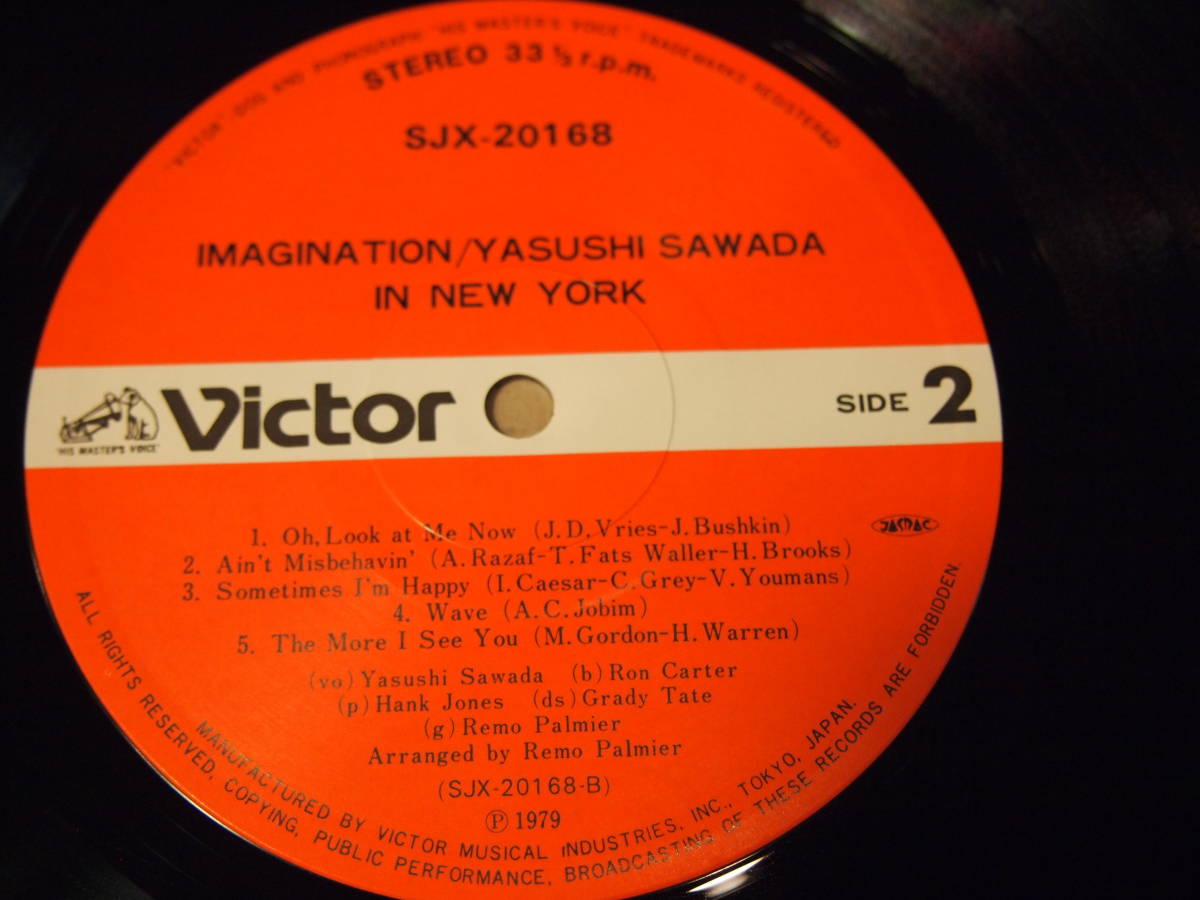 "VICTOR" DOG AND PHONOGRAPH "HIS MASTER'S VOICE" TRADEMARKS REGISTERED
STEREO 33 1/3 r.p.m.
SJX-20168
IMAGINATION/YASUSHI SAWADA
IN NEW YORK
"HIS MASTER'S VOICE"
Victor
SIDE 2
1. Oh, Look at Me Now (J.D, Vries-J. Bushkin)
JASRAC
2. Ain't Misbehavin' (A. Razaf-T. Fats Waller-H. Brooks)
3. Sometimes I'm Happy (I. Caesar-C. Grey-V. Youmans)
4. Wave (A.C. Jobim)
5. The More I See You (M. Gordon-H. Warren)
(vo) Yasushi Sawada (b) Ron Carter
(p) Hank Jones (ds) Grady Tate
(g) Remo Palmier
Arranged by Remo Palmier
(SJX-20168-B)
Ⓟ 1979
MANUFACTURED BY VICTOR MUSICAL INDUSTRIES, INC., TOKYO, JAPAN.
ALL RIGHTS RESERVED, COPYING, PUBLIC PERFORMANCE, BROADCASTING OF THESE RECORDS ARE FORBIDDEN.